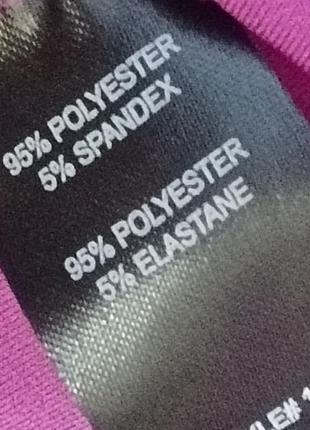 95% POLYESTER
5% SPANDEX
95% POLYESTER
5% ELASTANE